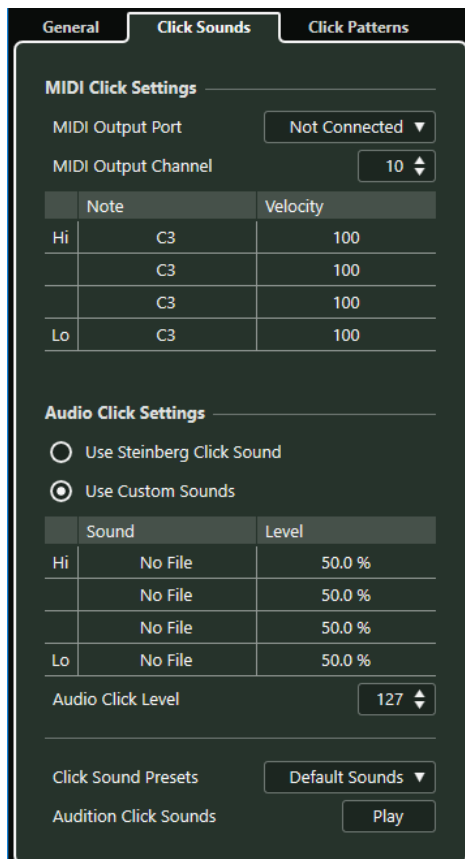 General Click Sounds Click Patterns
MIDI Click Settings
MIDI Output Port Not Connected
MIDI Output Channel 10
Note Velocity
Hi C3 100
C3 100
C3 100
Lo C3 100
Audio Click Settings
Use Steinberg Click Sound
Use Custom Sounds
Sound Level
Hi No File 50.0 %
No File 50.0 %
No File 50.0 %
Lo No File 50.0 %
Audio Click Level 127
Click Sound Presets Default Sounds
Audition Click Sounds Play